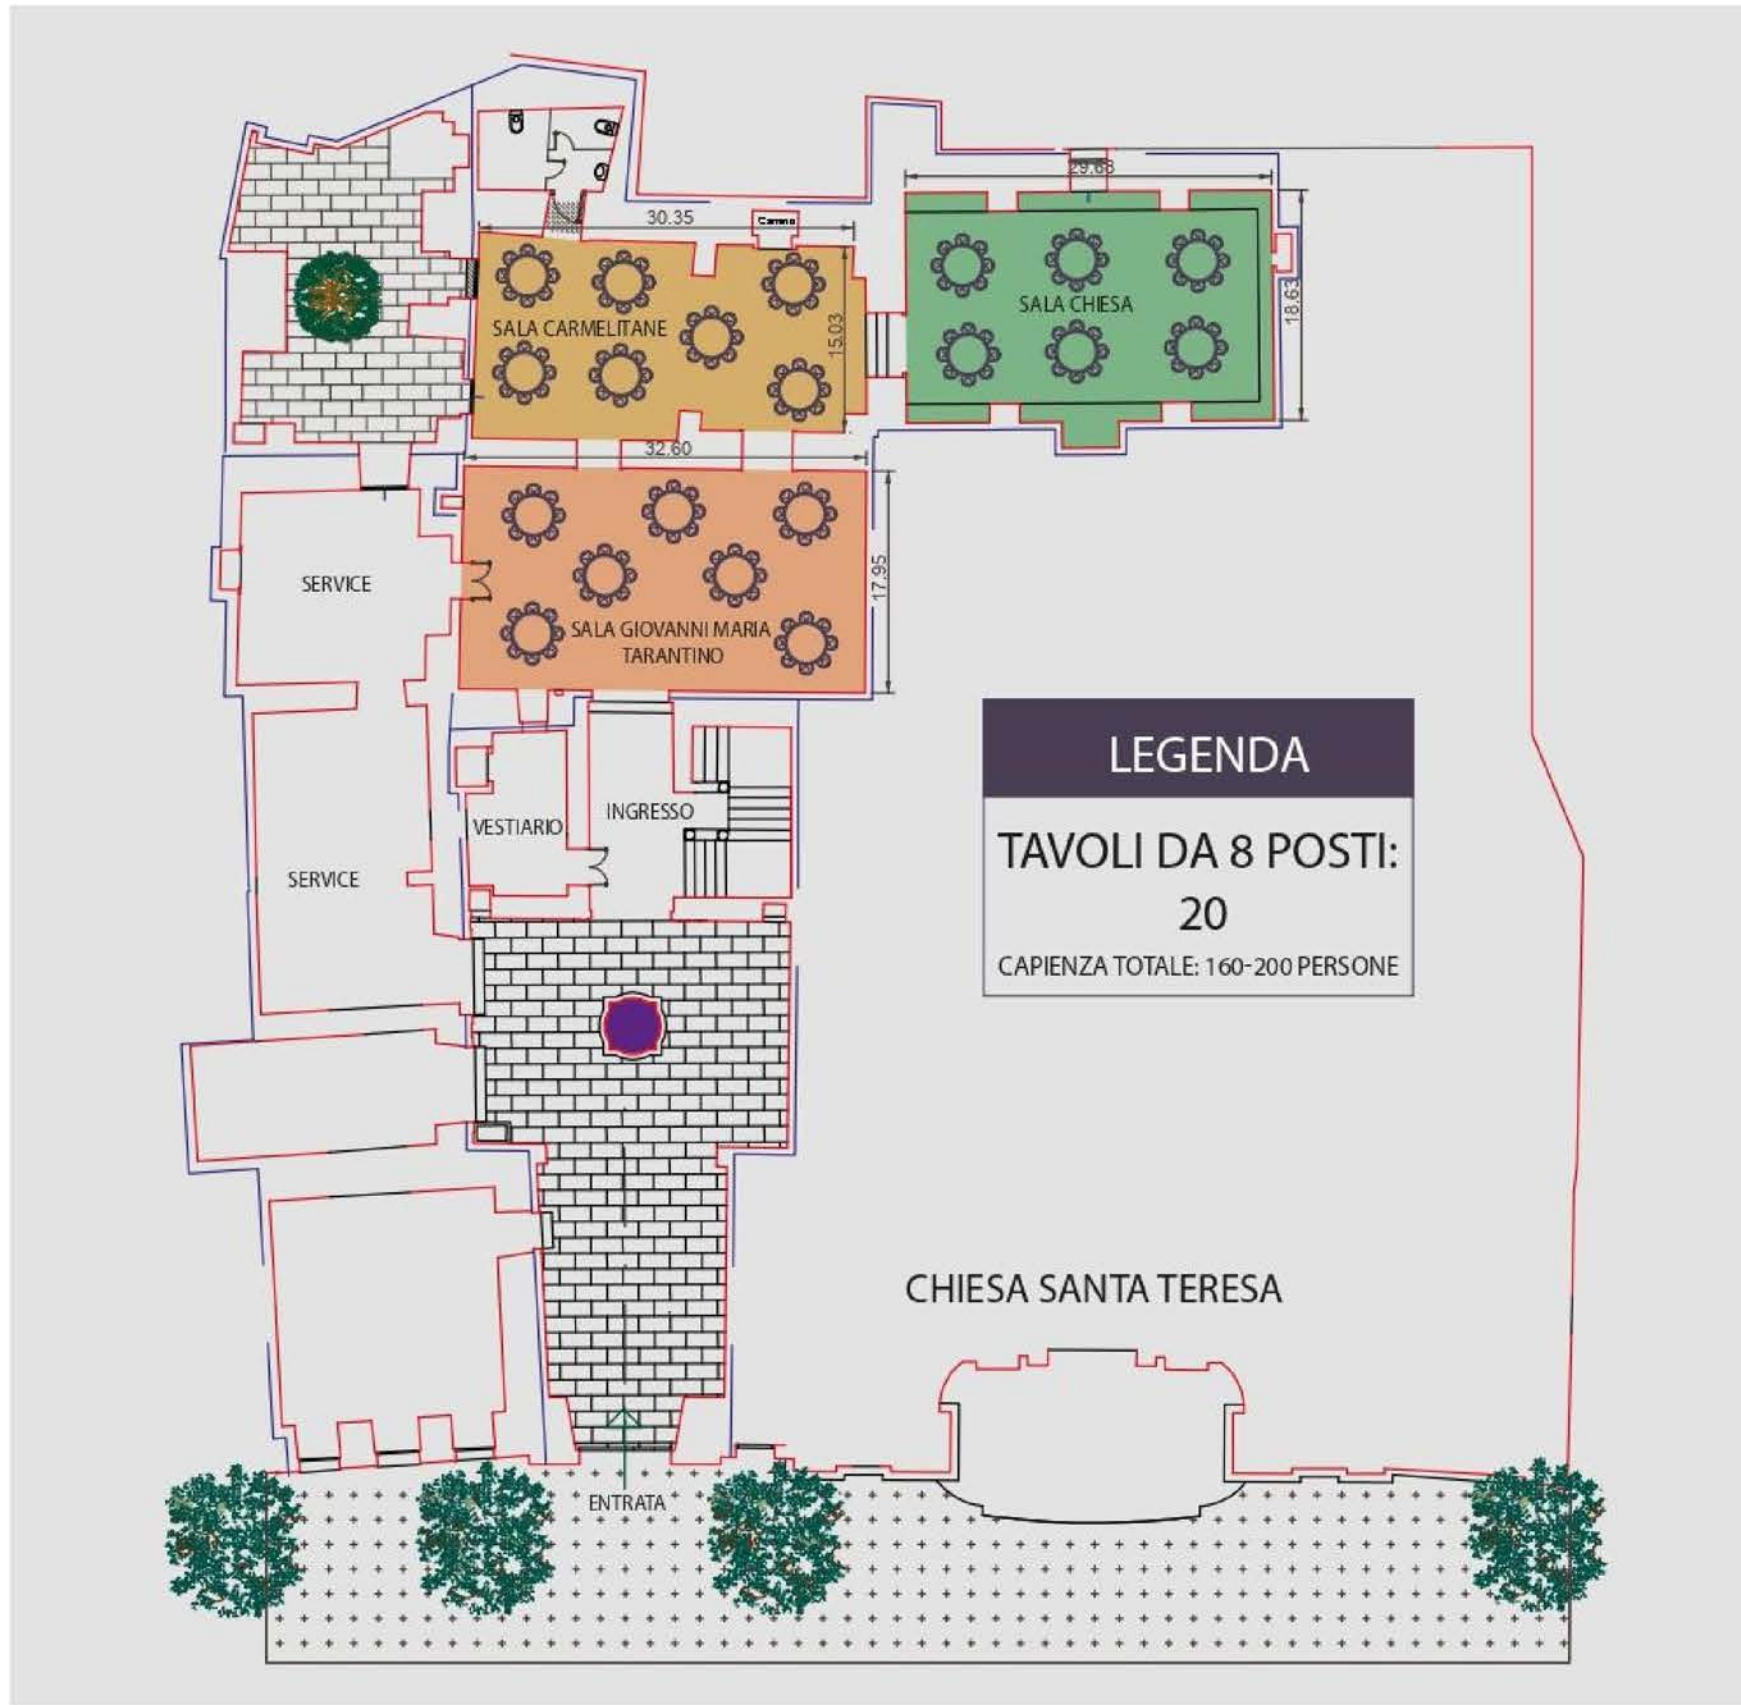 29.68
30.35
Camino
SALA CARMELITANE
15.03
SALA CHIESA
18.63
32.60
17.95
SERVICE
SALA GIOVANNI MARIA
TARANTINO
LEGENDA
TAVOLI DA 8 POSTI:
20
CAPIENZA TOTALE: 160-200 PERSONE
VESTIARIO
INGRESSO
SERVICE
CHIESA SANTA TERESA
ENTRATA